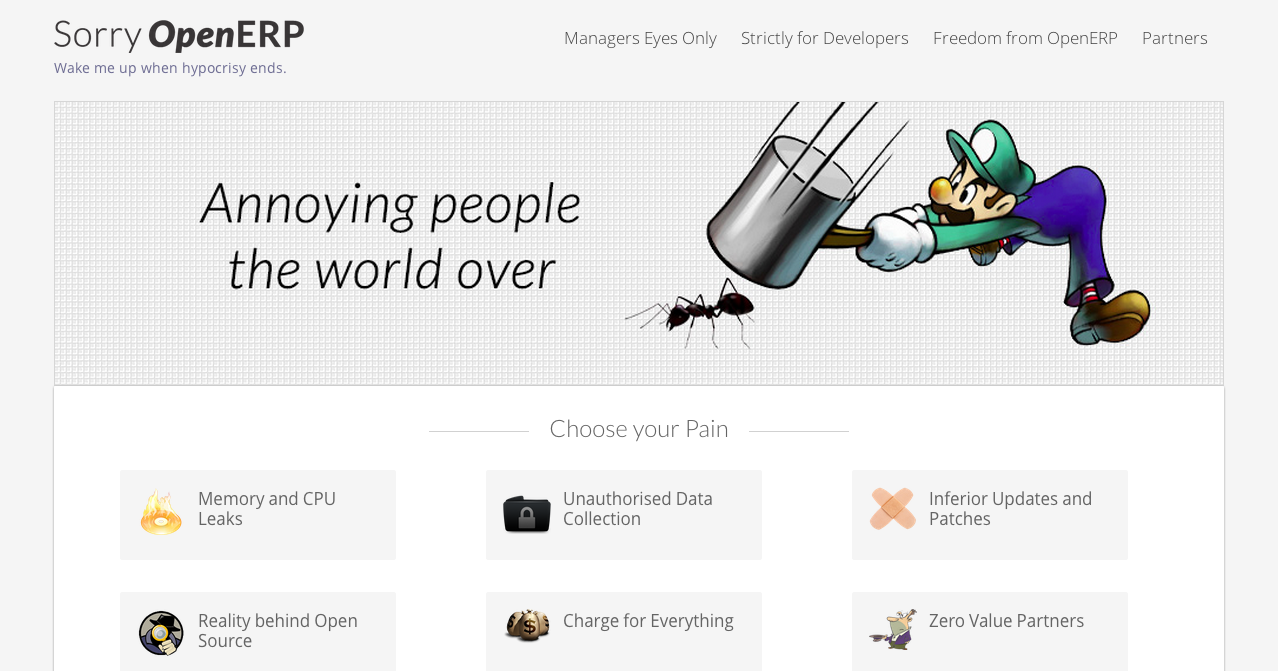 Sorry OpenERP
Wake me up when hypocrisy ends.
Managers Eyes Only
Strictly for Developers
Freedom from OpenERP
Partners
Annoying people
the world over
Choose your Pain
Memory and CPU
Leaks
Unauthorised Data
Collection
Inferior Updates and
Patches
Reality behind Open
Source
Charge for Everything
Zero Value Partners